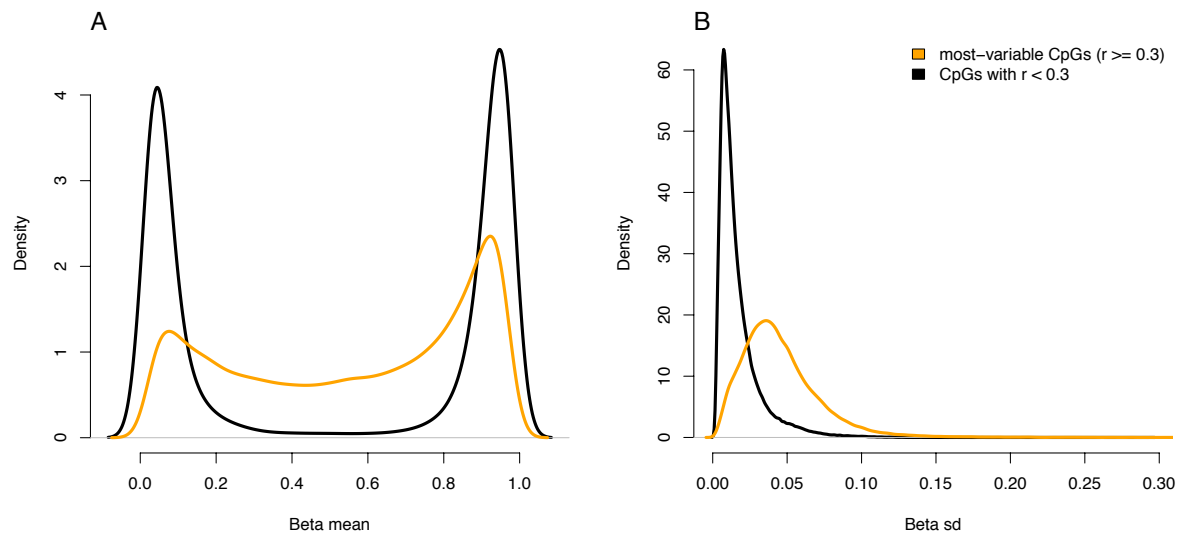 A
Density
0
1
2
3
4
0.0 0.2 0.4 0.6 0.8 1.0
Beta mean
B
most−variable CpGs (r >= 0.3)
CpGs with r < 0.3
Density
0
10
20
30
40
50
60
0.00 0.05 0.10 0.15 0.20 0.25 0.30
Beta sd